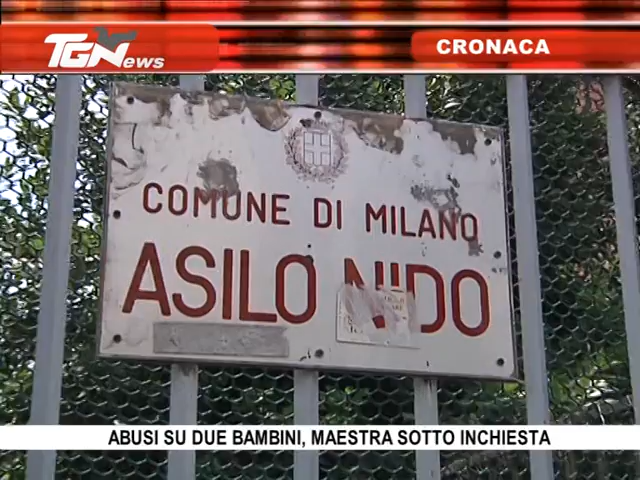 TGNews
CRONACA
COMUNE DI MILANO
ASILO NIDO
ABUSI SU DUE BAMBINI, MAESTRA SOTTO INCHIESTA